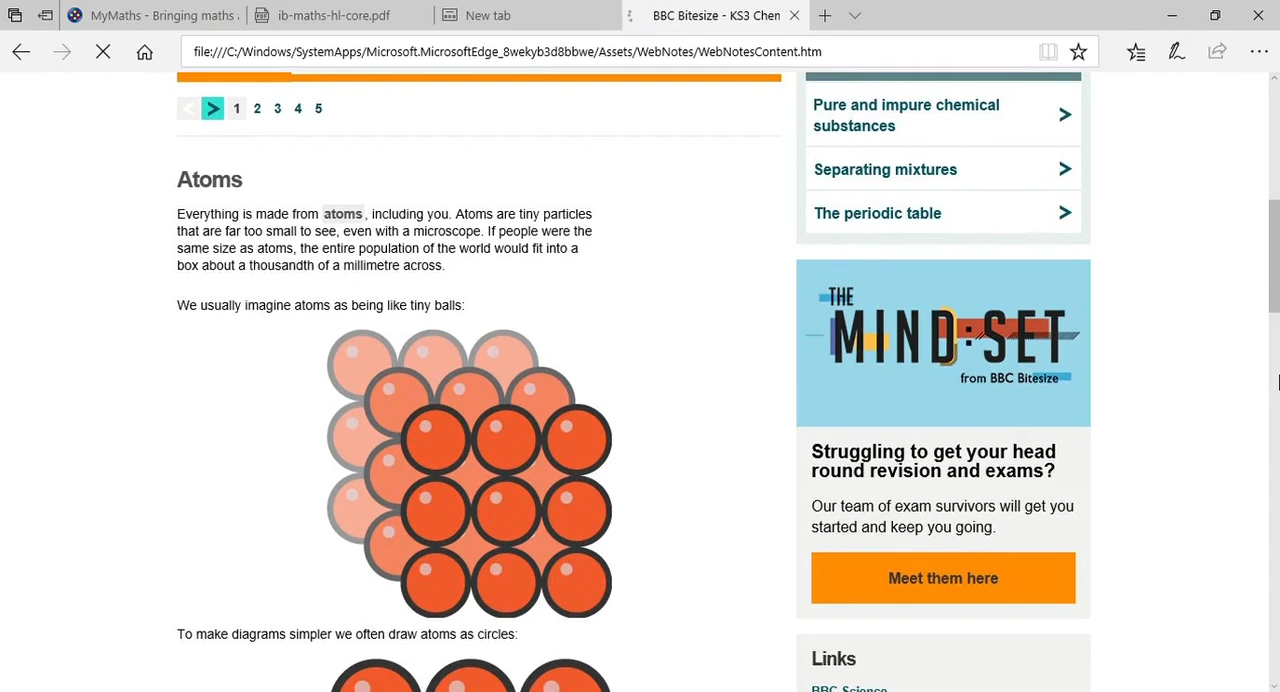 MyMaths - Bringing maths
ib-maths-hl-core.pdf
New tab
BBC Bitesize - KS3 Chen
file:///C:/Windows/SystemApps/Microsoft.MicrosoftEdge_8wekyb3d8bbwe/Assets/WebNotes/WebNotesContent.htm
< > 1 2 3 4 5
Atoms
Everything is made from atoms, including you. Atoms are tiny particles
that are far too small to see, even with a microscope. If people were the
same size as atoms, the entire population of the world would fit into a
box about a thousandth of a millimetre across.
We usually imagine atoms as being like tiny balls:
To make diagrams simpler we often draw atoms as circles:
Pure and impure chemical
substances
Separating mixtures
The periodic table
THE
MIND·SET
from BBC Bitesize
Struggling to get your head
round revision and exams?
Our team of exam survivors will get you
started and keep you going.
Meet them here
Links
BBC Science